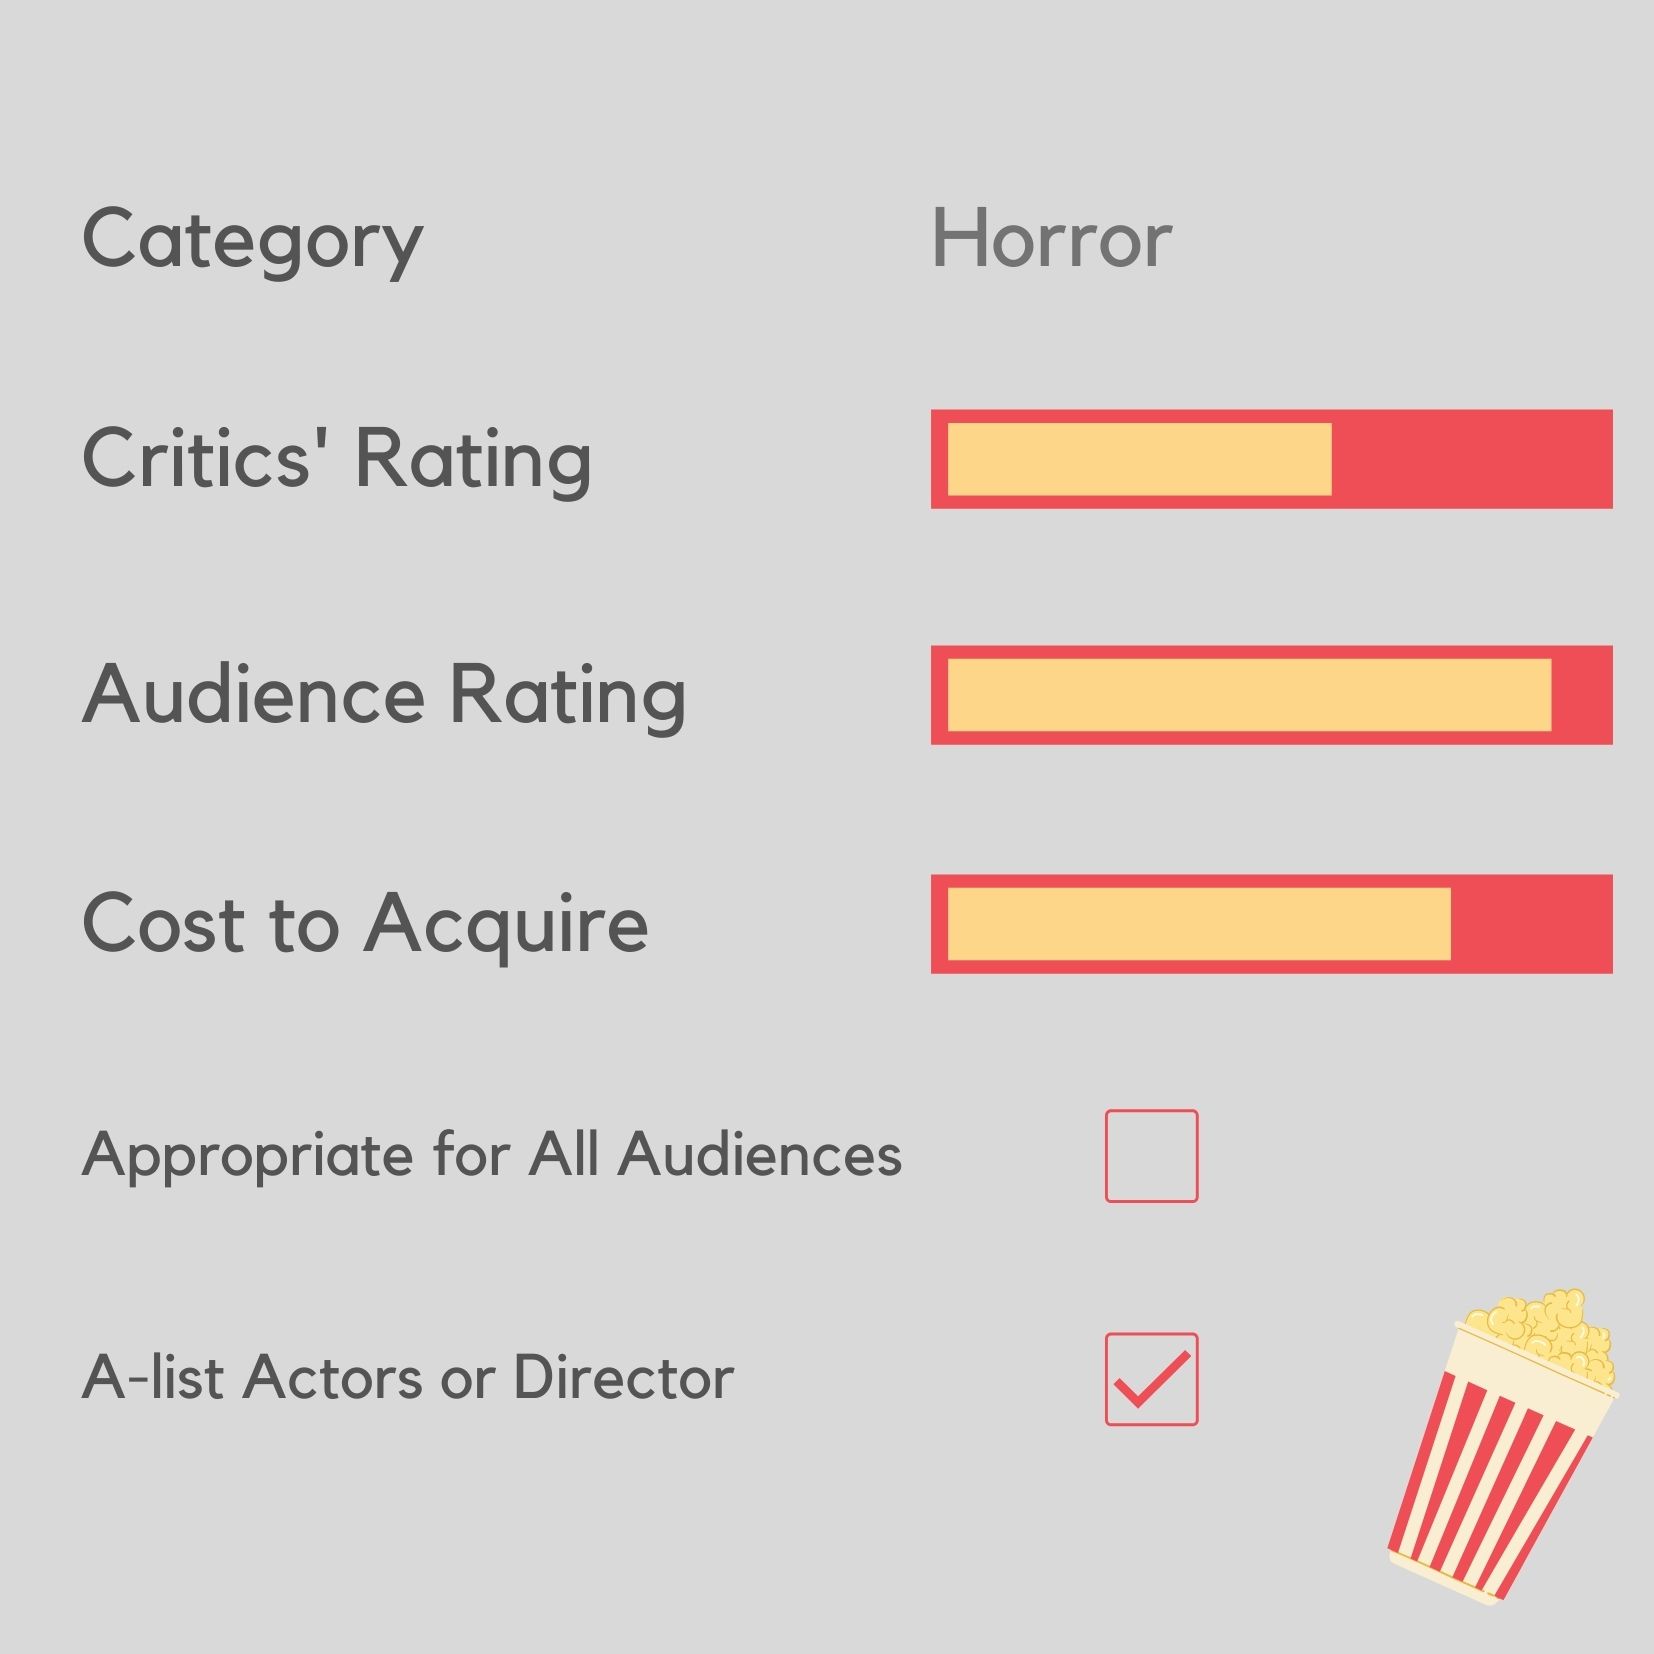 Category Horror
Critics' Rating
Audience Rating
Cost to Acquire
Appropriate for All Audiences
A-list Actors or Director